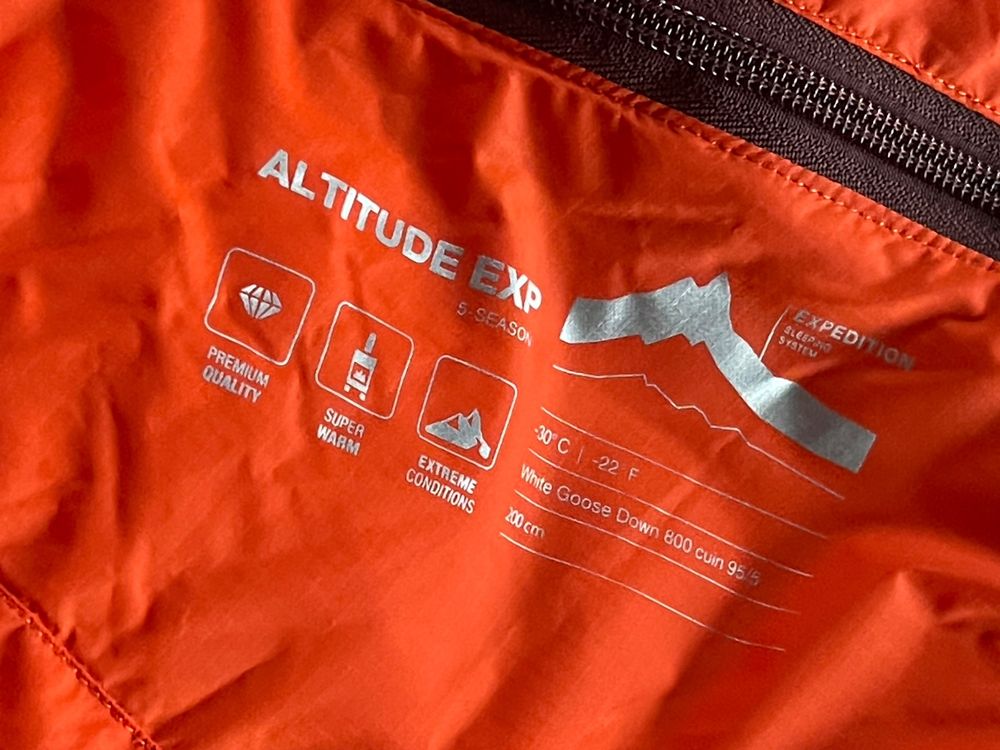 ALTITUDE EXP
5-SEASON
PREMIUM
QUALITY
SUPER
WARM
EXTREME
CONDITIONS
EXPEDITION
SLEEPING
SYSTEM
-30° C | -22° F
White Goose Down 800 cuin 95/5
200 cm